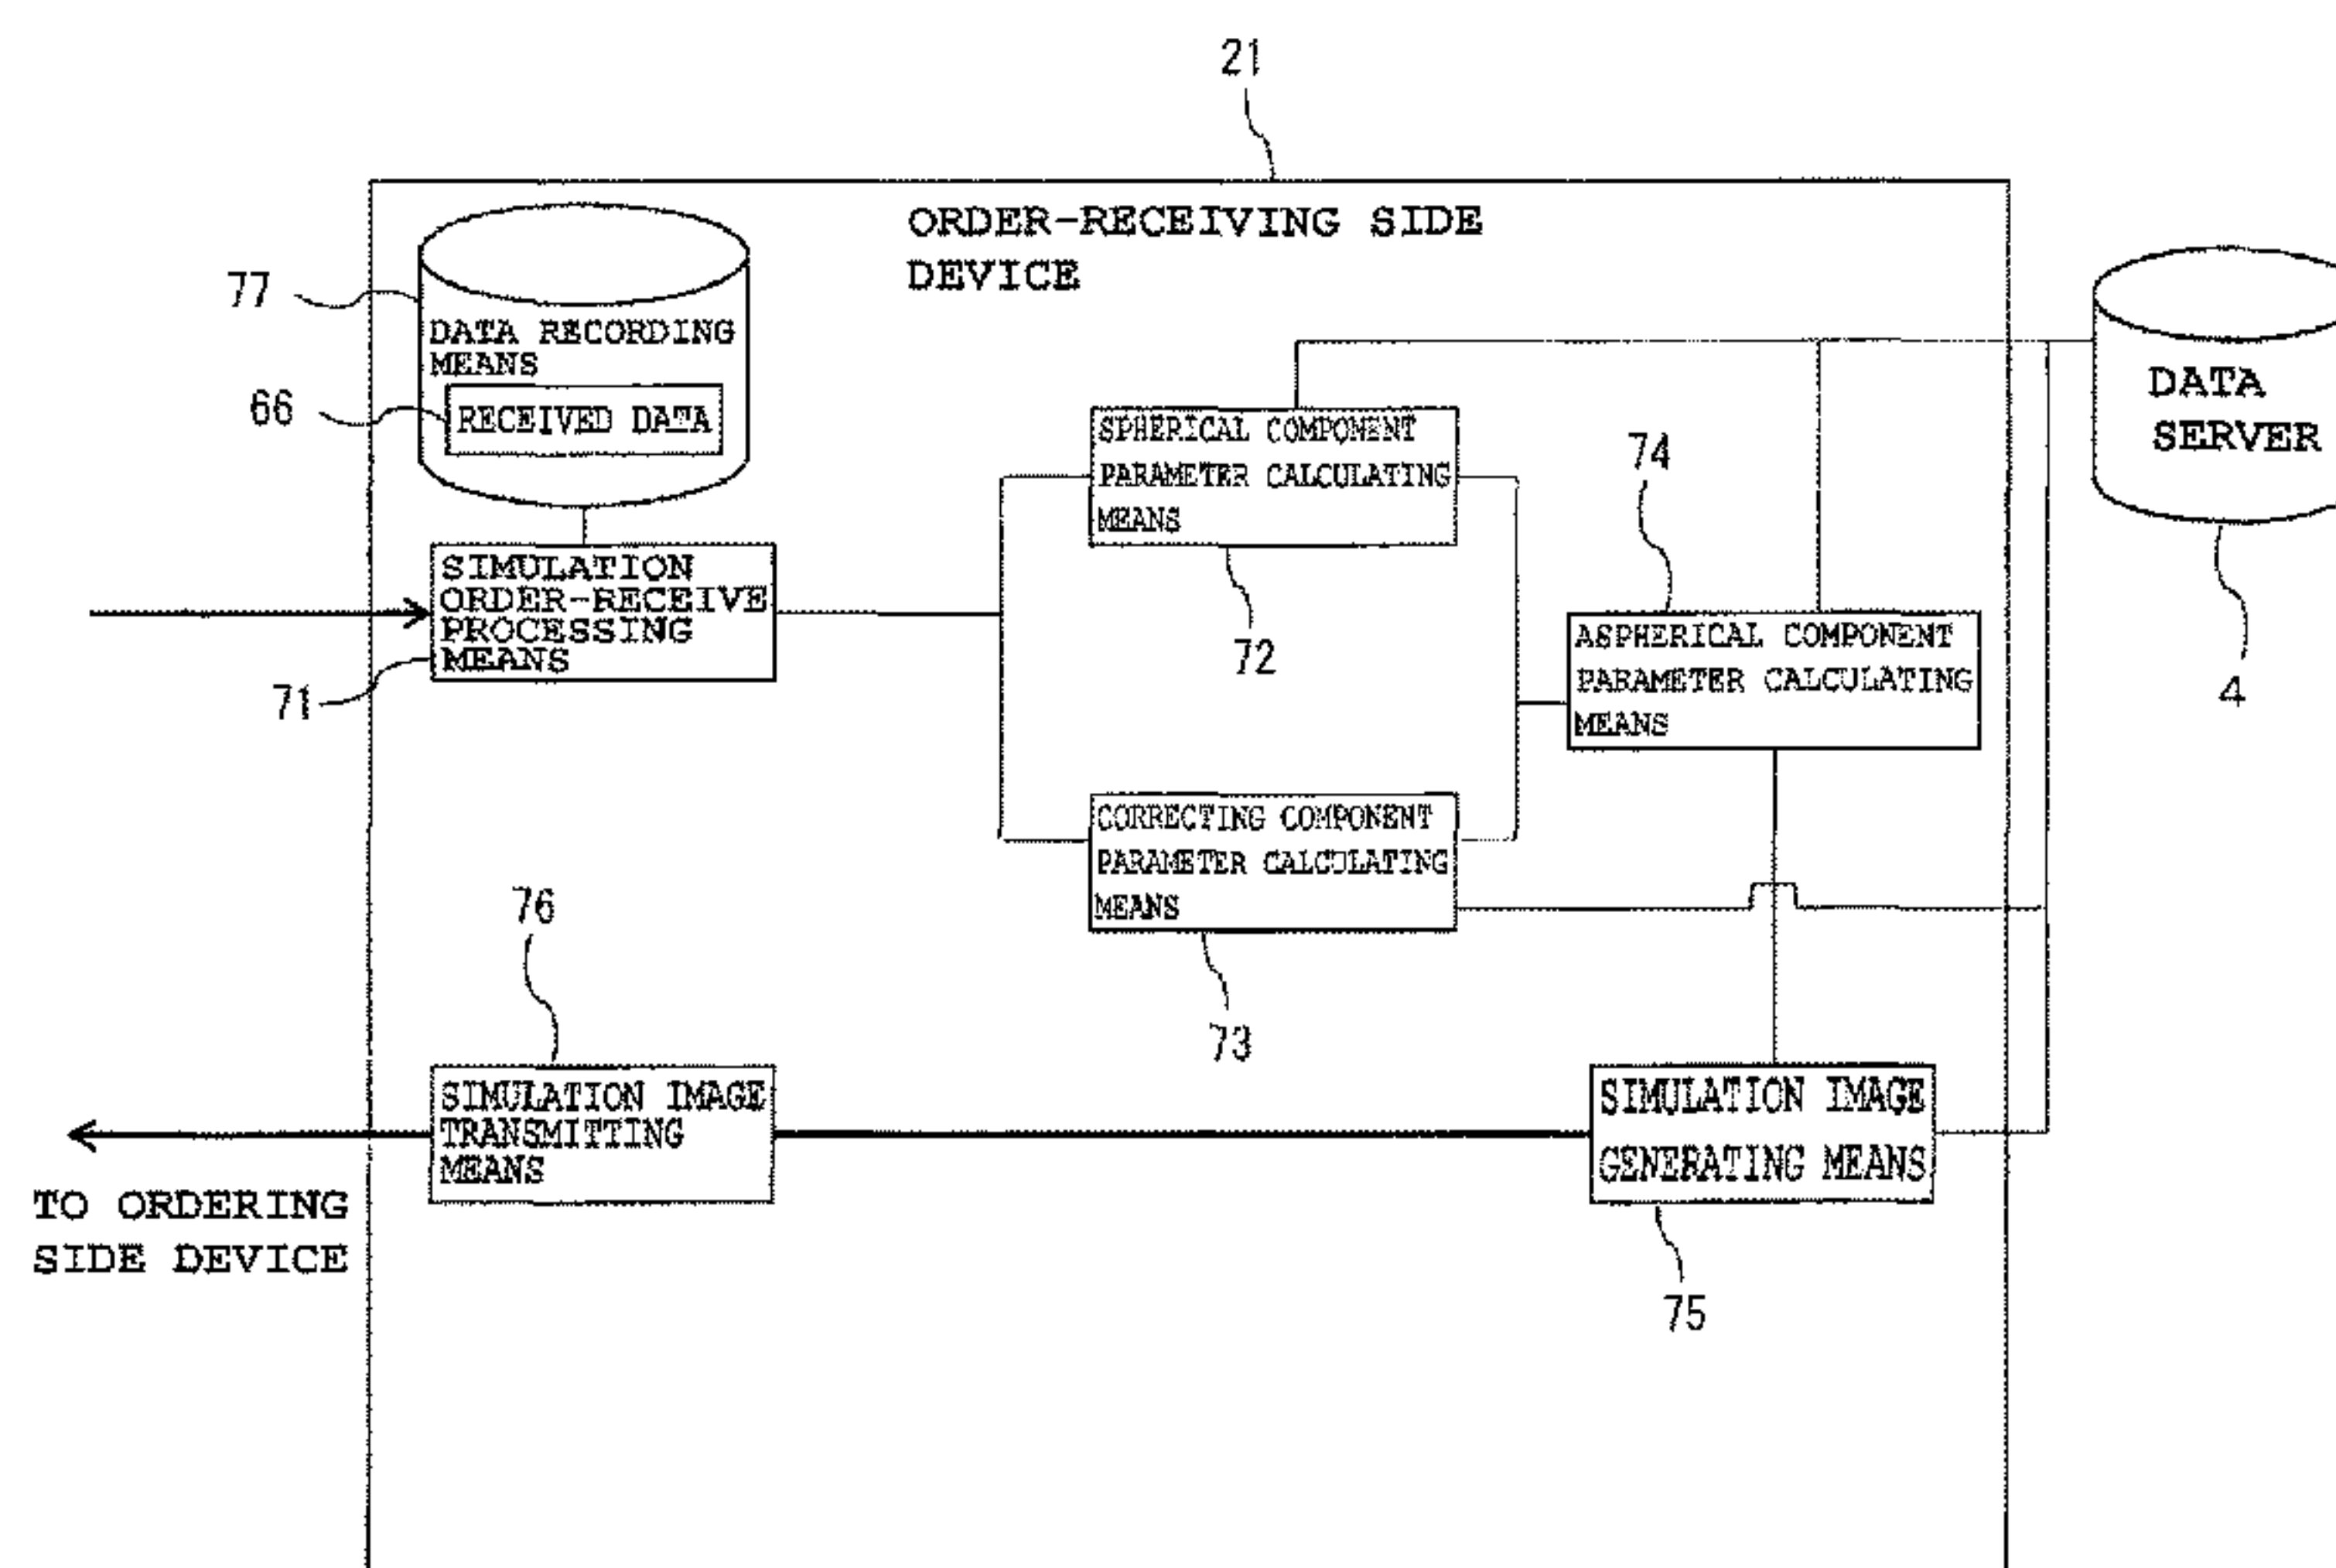 21
ORDER-RECEIVING SIDE
DEVICE
77
DATA RECORDING
MEANS
66
RECEIVED DATA
SPHERICAL COMPONENT
PARAMETER CALCULATING
MEANS
72
74
DATA
SERVER
4
SIMULATION
ORDER-RECEIVE
PROCESSING
MEANS
71
ASPHERICAL COMPONENT
PARAMETER CALCULATING
MEANS
CORRECTING COMPONENT
PARAMETER CALCULATING
MEANS
73
76
SIMULATION IMAGE
TRANSMITTING
MEANS
SIMULATION IMAGE
GENERATING MEANS
75
TO ORDERING
SIDE DEVICE